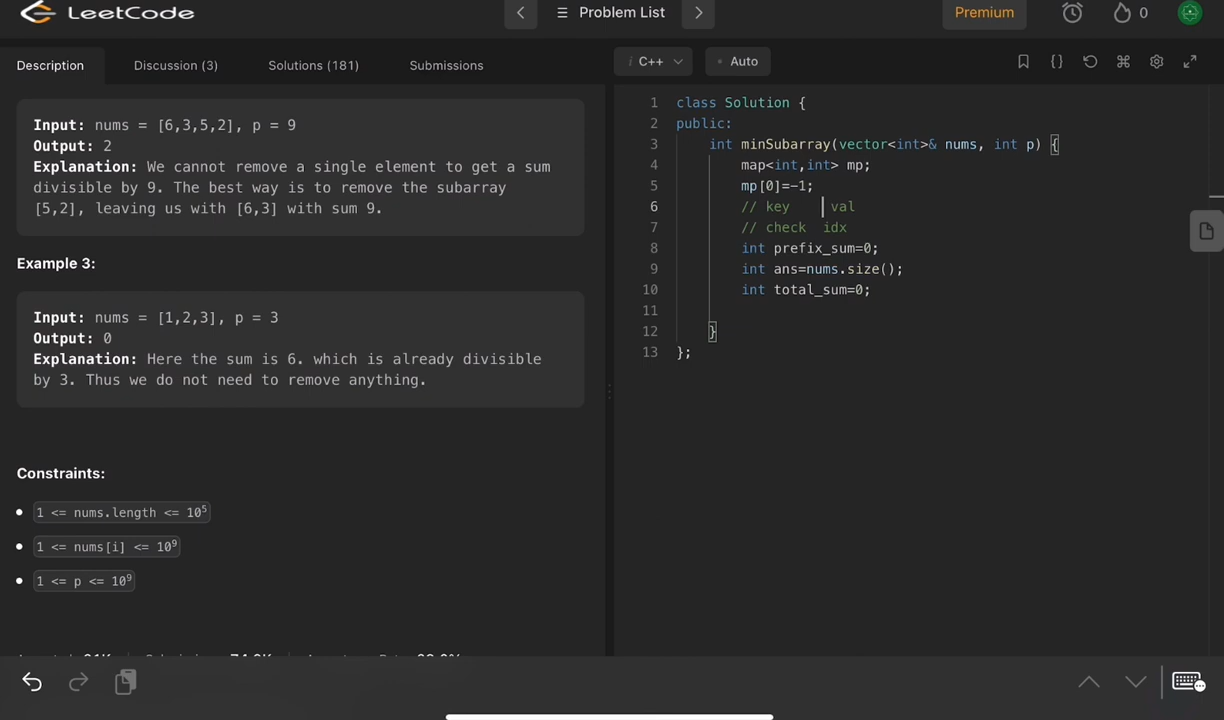 LeetCode
Problem List
Premium
0
Description
Discussion (3)
Solutions (181)
Submissions
i C++
Auto
Input: nums = [6,3,5,2], p = 9
Output: 2
Explanation: We cannot remove a single element to get a sum
divisible by 9. The best way is to remove the subarray
[5,2], leaving us with [6,3] with sum 9.
Example 3:
Input: nums = [1,2,3], p = 3
Output: 0
Explanation: Here the sum is 6. which is already divisible
by 3. Thus we do not need to remove anything.
Constraints:
1 <= nums.length <= 10⁵
1 <= nums[i] <= 10⁹
1 <= p <= 10⁹
1 class Solution {
2 public:
3 int minSubarray(vector<int>& nums, int p) {
4 map<int,int> mp;
5 mp[0]=-1;
6 // key val
7 // check idx
8 int prefix_sum=0;
9 int ans=nums.size();
10 int total_sum=0;
11
12 }
13 };